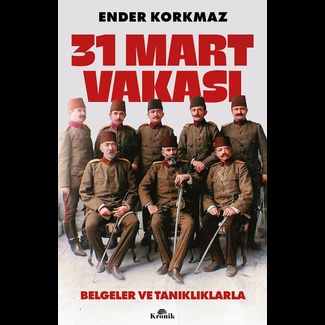 ENDER KORKMAZ
31 MART
VAKASI
BELGELER VE TANIKLIKLARLA
Kronik